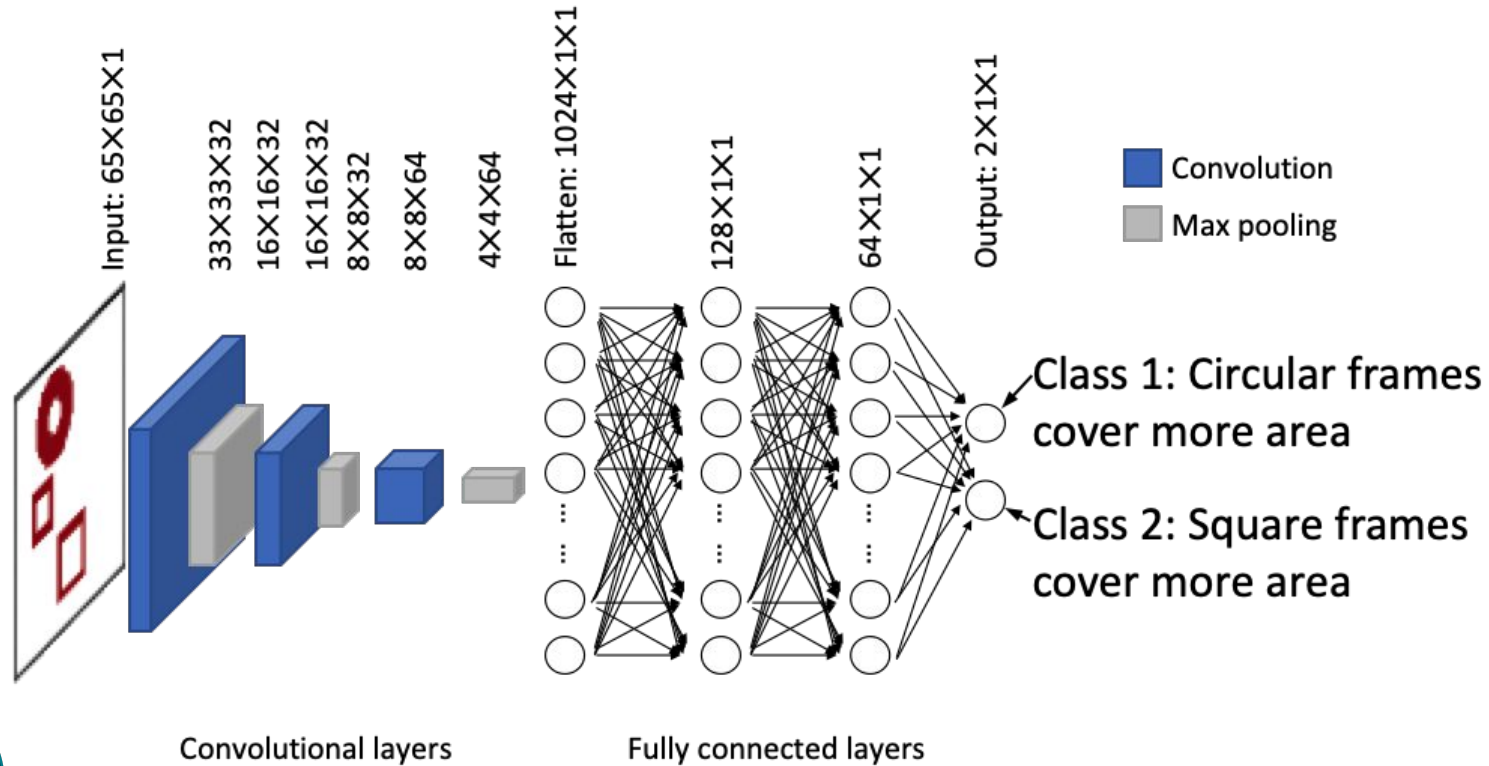 Input: 65×65×1
33×33×32
16×16×32
16×16×32
8×8×32
8×8×64
4×4×64
Flatten: 1024×1×1
128×1×1
64×1×1
Output: 2×1×1
Convolution
Max pooling
Class 1: Circular frames
cover more area
Class 2: Square frames
cover more area
...
...
...
...
...
...
Convolutional layers
Fully connected layers